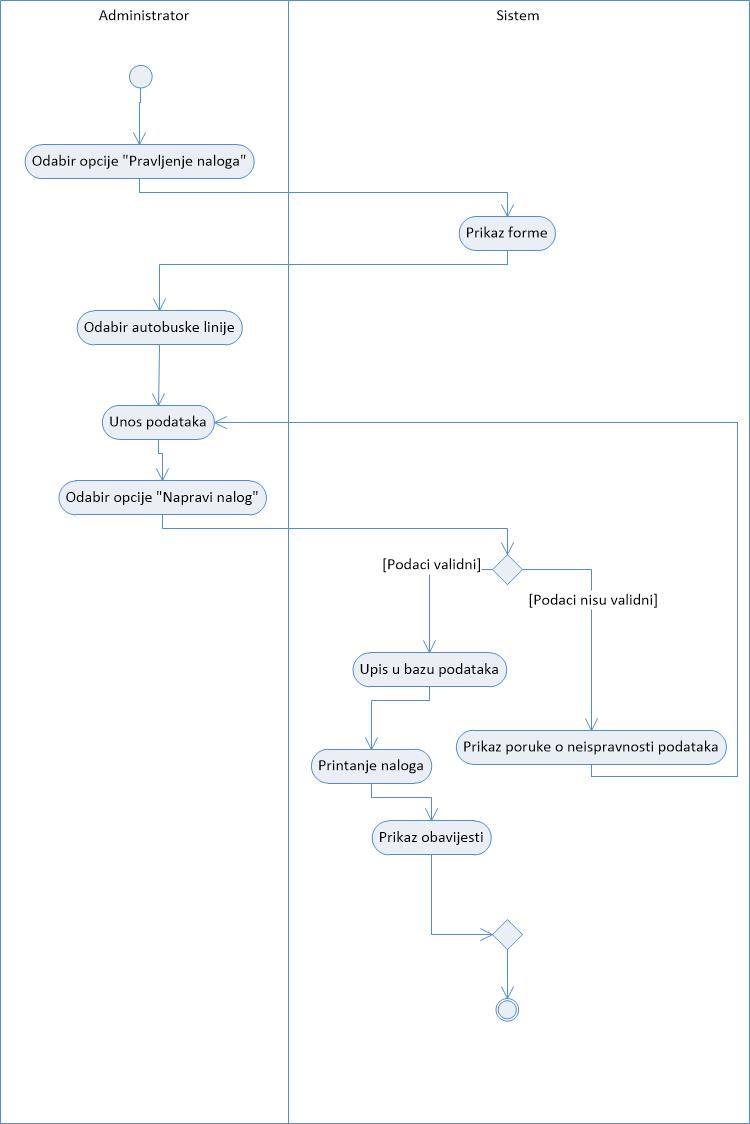 Administrator
Sistem
Odabir opcije "Pravljenje naloga"
Prikaz forme
Odabir autobuske linije
Unos podataka
Odabir opcije "Napravi nalog"
[Podaci validni]
[Podaci nisu validni]
Upis u bazu podataka
Prikaz poruke o neispravnosti podataka
Printanje naloga
Prikaz obavijesti